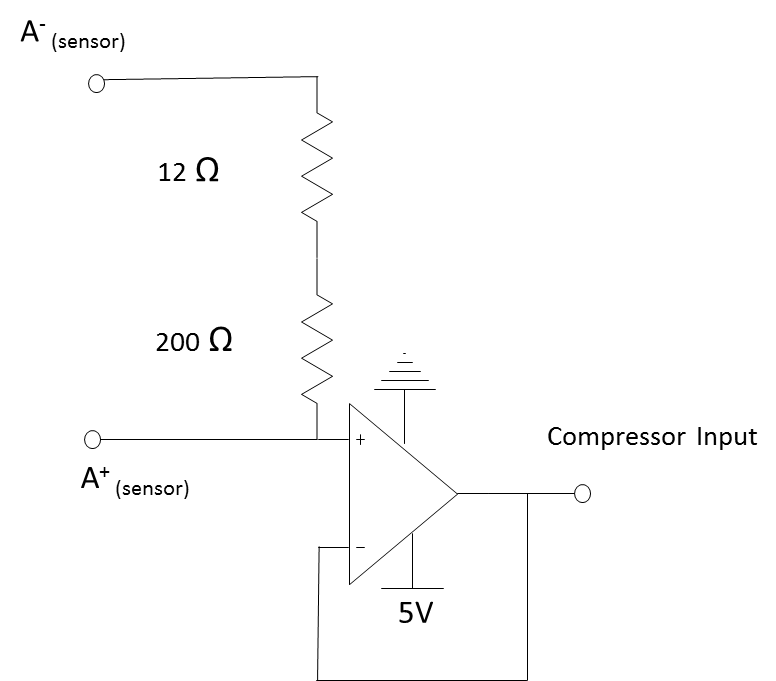 A- (sensor)
12 Ω
200 Ω
+
Compressor Input
A+ (sensor)
−
5V